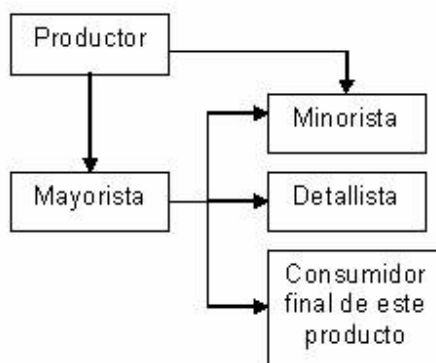 Productor
Minorista
Mayorista
Detallista
Consumidor
final de este
producto